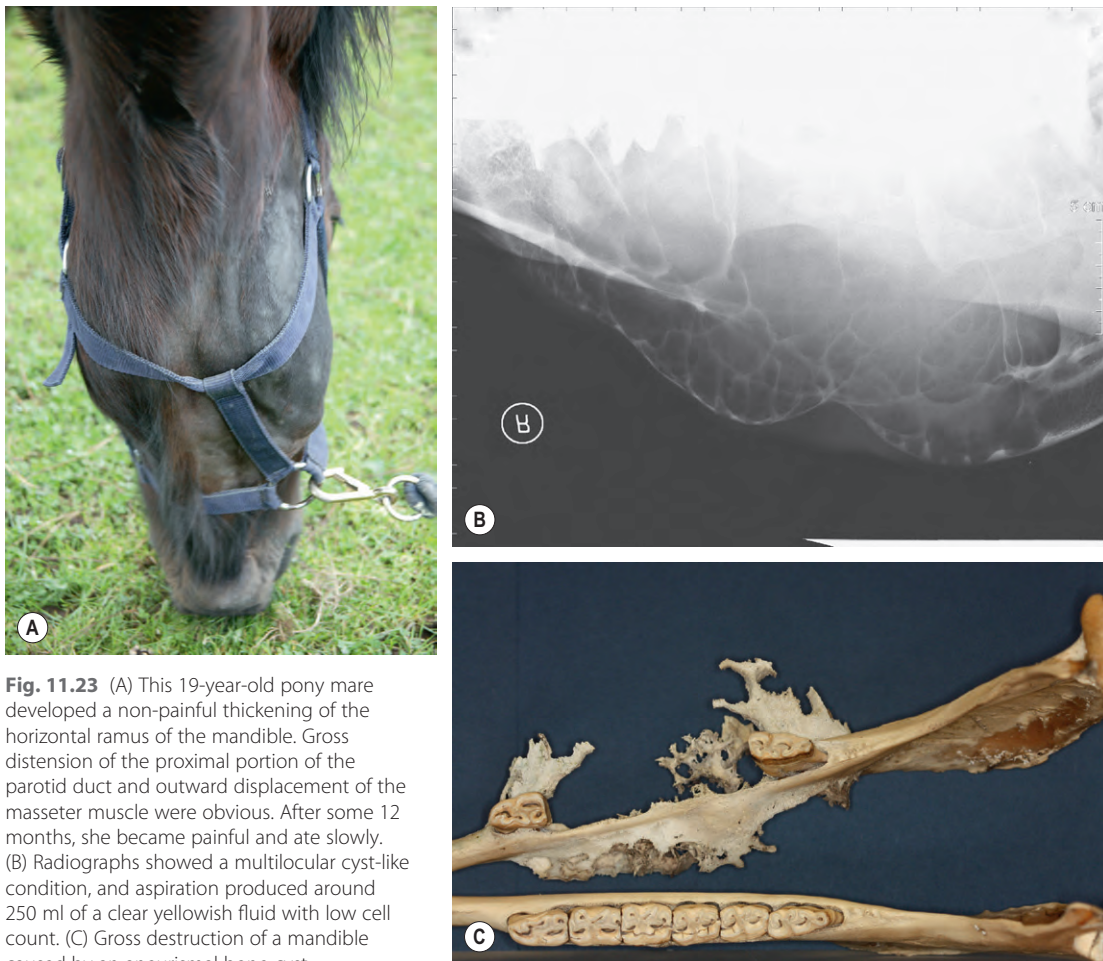 A
B
R
C
Fig. 11.23 (A) This 19-year-old pony mare
developed a non-painful thickening of the
horizontal ramus of the mandible. Gross
distension of the proximal portion of the
parotid duct and outward displacement of the
masseter muscle were obvious. After some 12
months, she became painful and ate slowly.
(B) Radiographs showed a multilocular cyst-like
condition, and aspiration produced around
250 ml of a clear yellowish fluid with low cell
count. (C) Gross destruction of a mandible